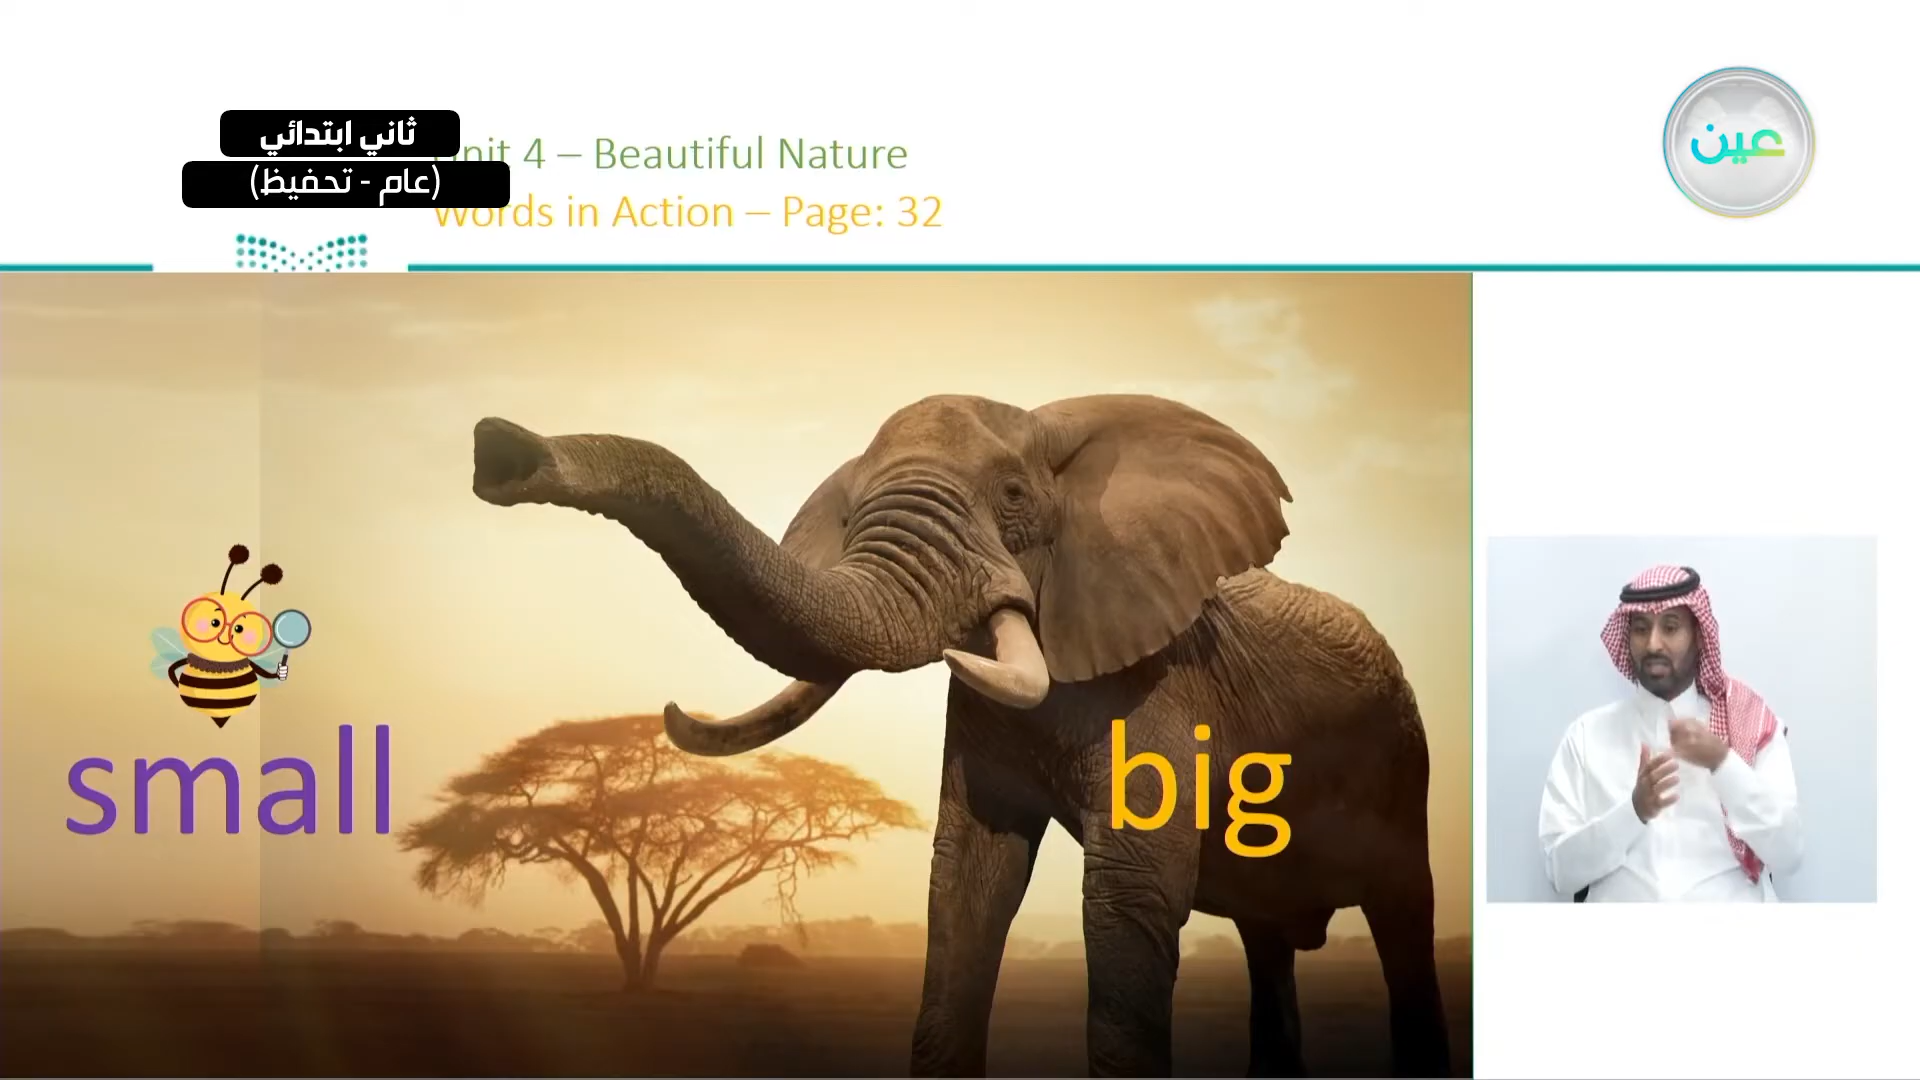 ثاني ابتدائي
(عام - تحفيظ)
Unit 4 – Beautiful Nature
Words in Action – Page: 32
عين
small
big